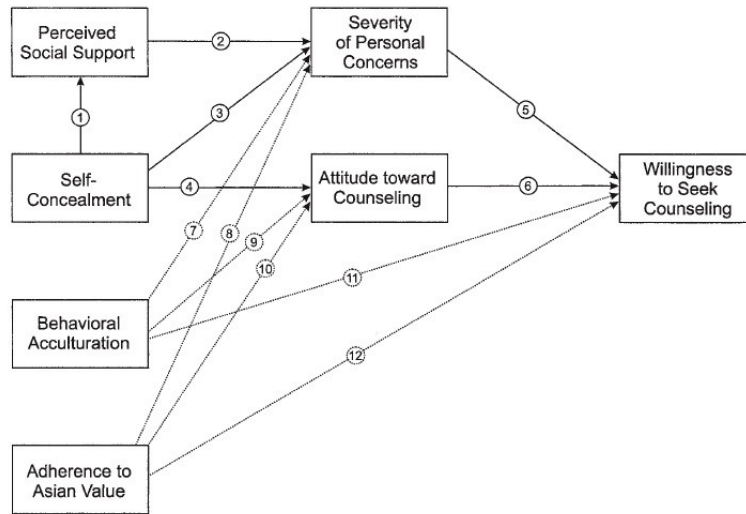 Perceived
Social Support
2
Severity
of Personal
Concerns
1
3
5
Self-
Concealment
4
Attitude toward
Counseling
6
Willingness
to Seek
Counseling
7
8
9
10
11
Behavioral
Acculturation
12
Adherence to
Asian Value